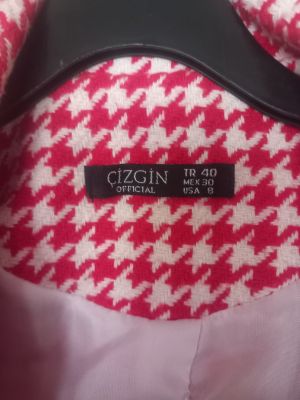 ÇİZGİN
OFFICIAL
TR 40
MEX 30
USA 8